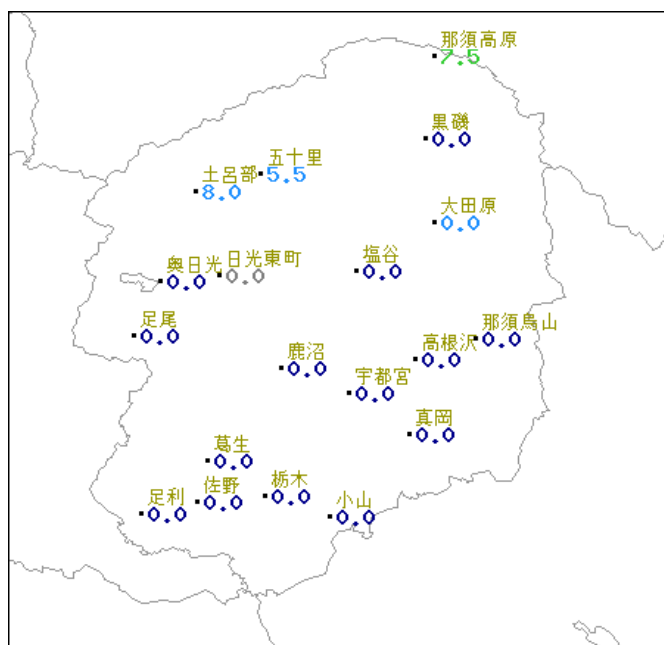 那須高原
7.5
黒磯
0.0
五十里
5.5
土呂部
8.0
大田原
0.0
塩谷
0.0
日光東町
0.0
奥日光
0.0
足尾
0.0
那須烏山
0.0
高根沢
0.0
鹿沼
0.0
宇都宮
0.0
真岡
0.0
葛生
0.0
栃木
0.0
佐野
0.0
足利
0.0
小山
0.0